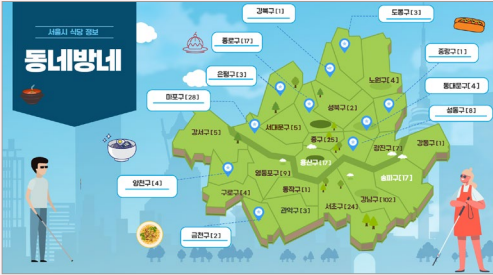 서울시 식당 정보
동네방네
강북구[1]
도봉구[3]
종로구[17]
중랑구[1]
은평구[3]
동대문구[4]
노원구[4]
마포구[28]
성동구[8]
성북구[2]
강서구[5]
서대문구[5]
중구[25]
광진구[7]
강동구[1]
용산구[17]
양천구[4]
영등포구[9]
송파구[17]
구로구[4]
동작구[1]
강남구[102]
관악구[3]
서초구[24]
금천구[2]